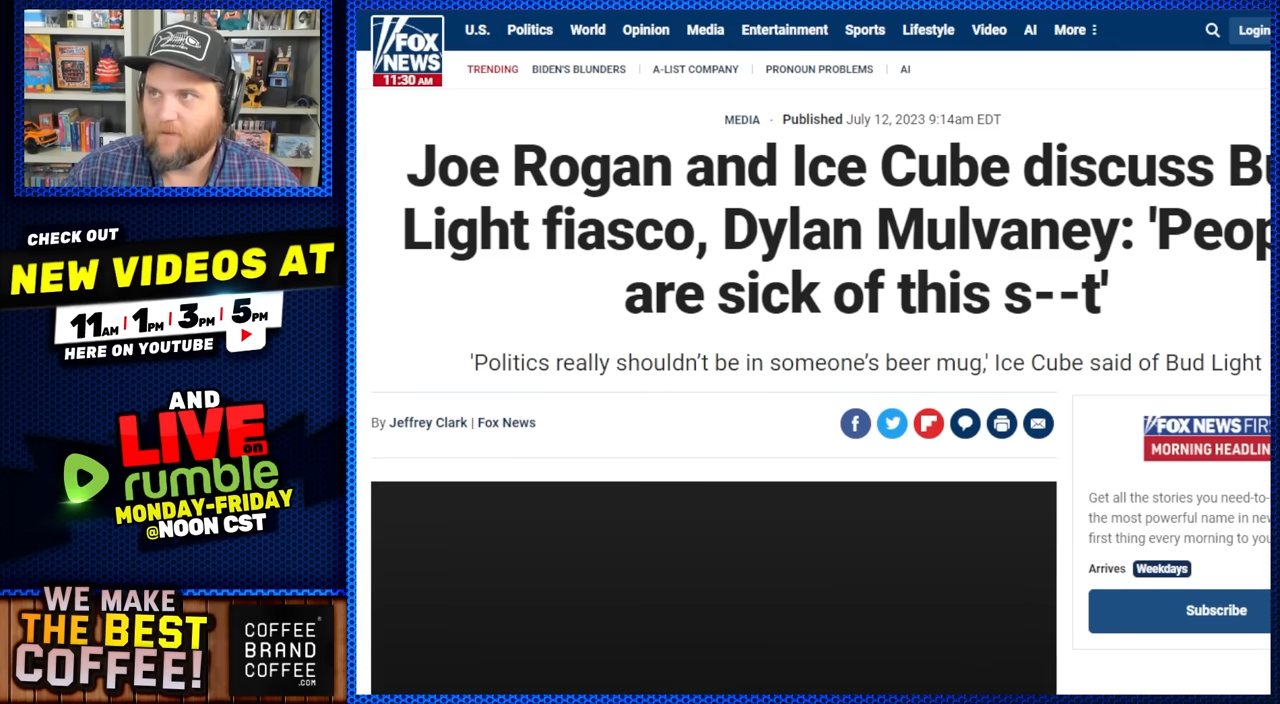 CHECK OUT
NEW VIDEOS AT
11AM | 1PM | 3PM | 5PM
HERE ON YOUTUBE
AND
LIVE on
rumble
MONDAY-FRIDAY
@NOON CST
WE MAKE
THE BEST
COFFEE!
COFFEE
BRAND
COFFEE
.COM
FOX
NEWS
11:30 AM
U.S. Politics World Opinion Media Entertainment Sports Lifestyle Video AI More Login
TRENDING BIDEN'S BLUNDERS A-LIST COMPANY PRONOUN PROBLEMS AI
MEDIA · Published July 12, 2023 9:14am EDT
Joe Rogan and Ice Cube discuss Bu
Light fiasco, Dylan Mulvaney: 'Peop
are sick of this s--t'
'Politics really shouldn’t be in someone’s beer mug,' Ice Cube said of Bud Light
By Jeffrey Clark | Fox News
FOX NEWS FIR
MORNING HEADLIN
Get all the stories you need-to-
the most powerful name in new
first thing every morning to you
Arrives Weekdays
Subscribe